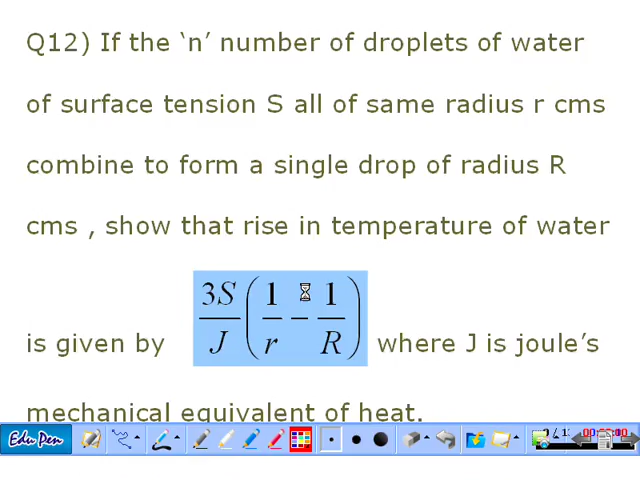 Q12) If the ‘n’ number of droplets of water
of surface tension S all of same radius r cms
combine to form a single drop of radius R
cms , show that rise in temperature of water
is given by 3S/J (1/r − 1/R) where J is joule’s
mechanical equivalent of heat.
Edu Pen